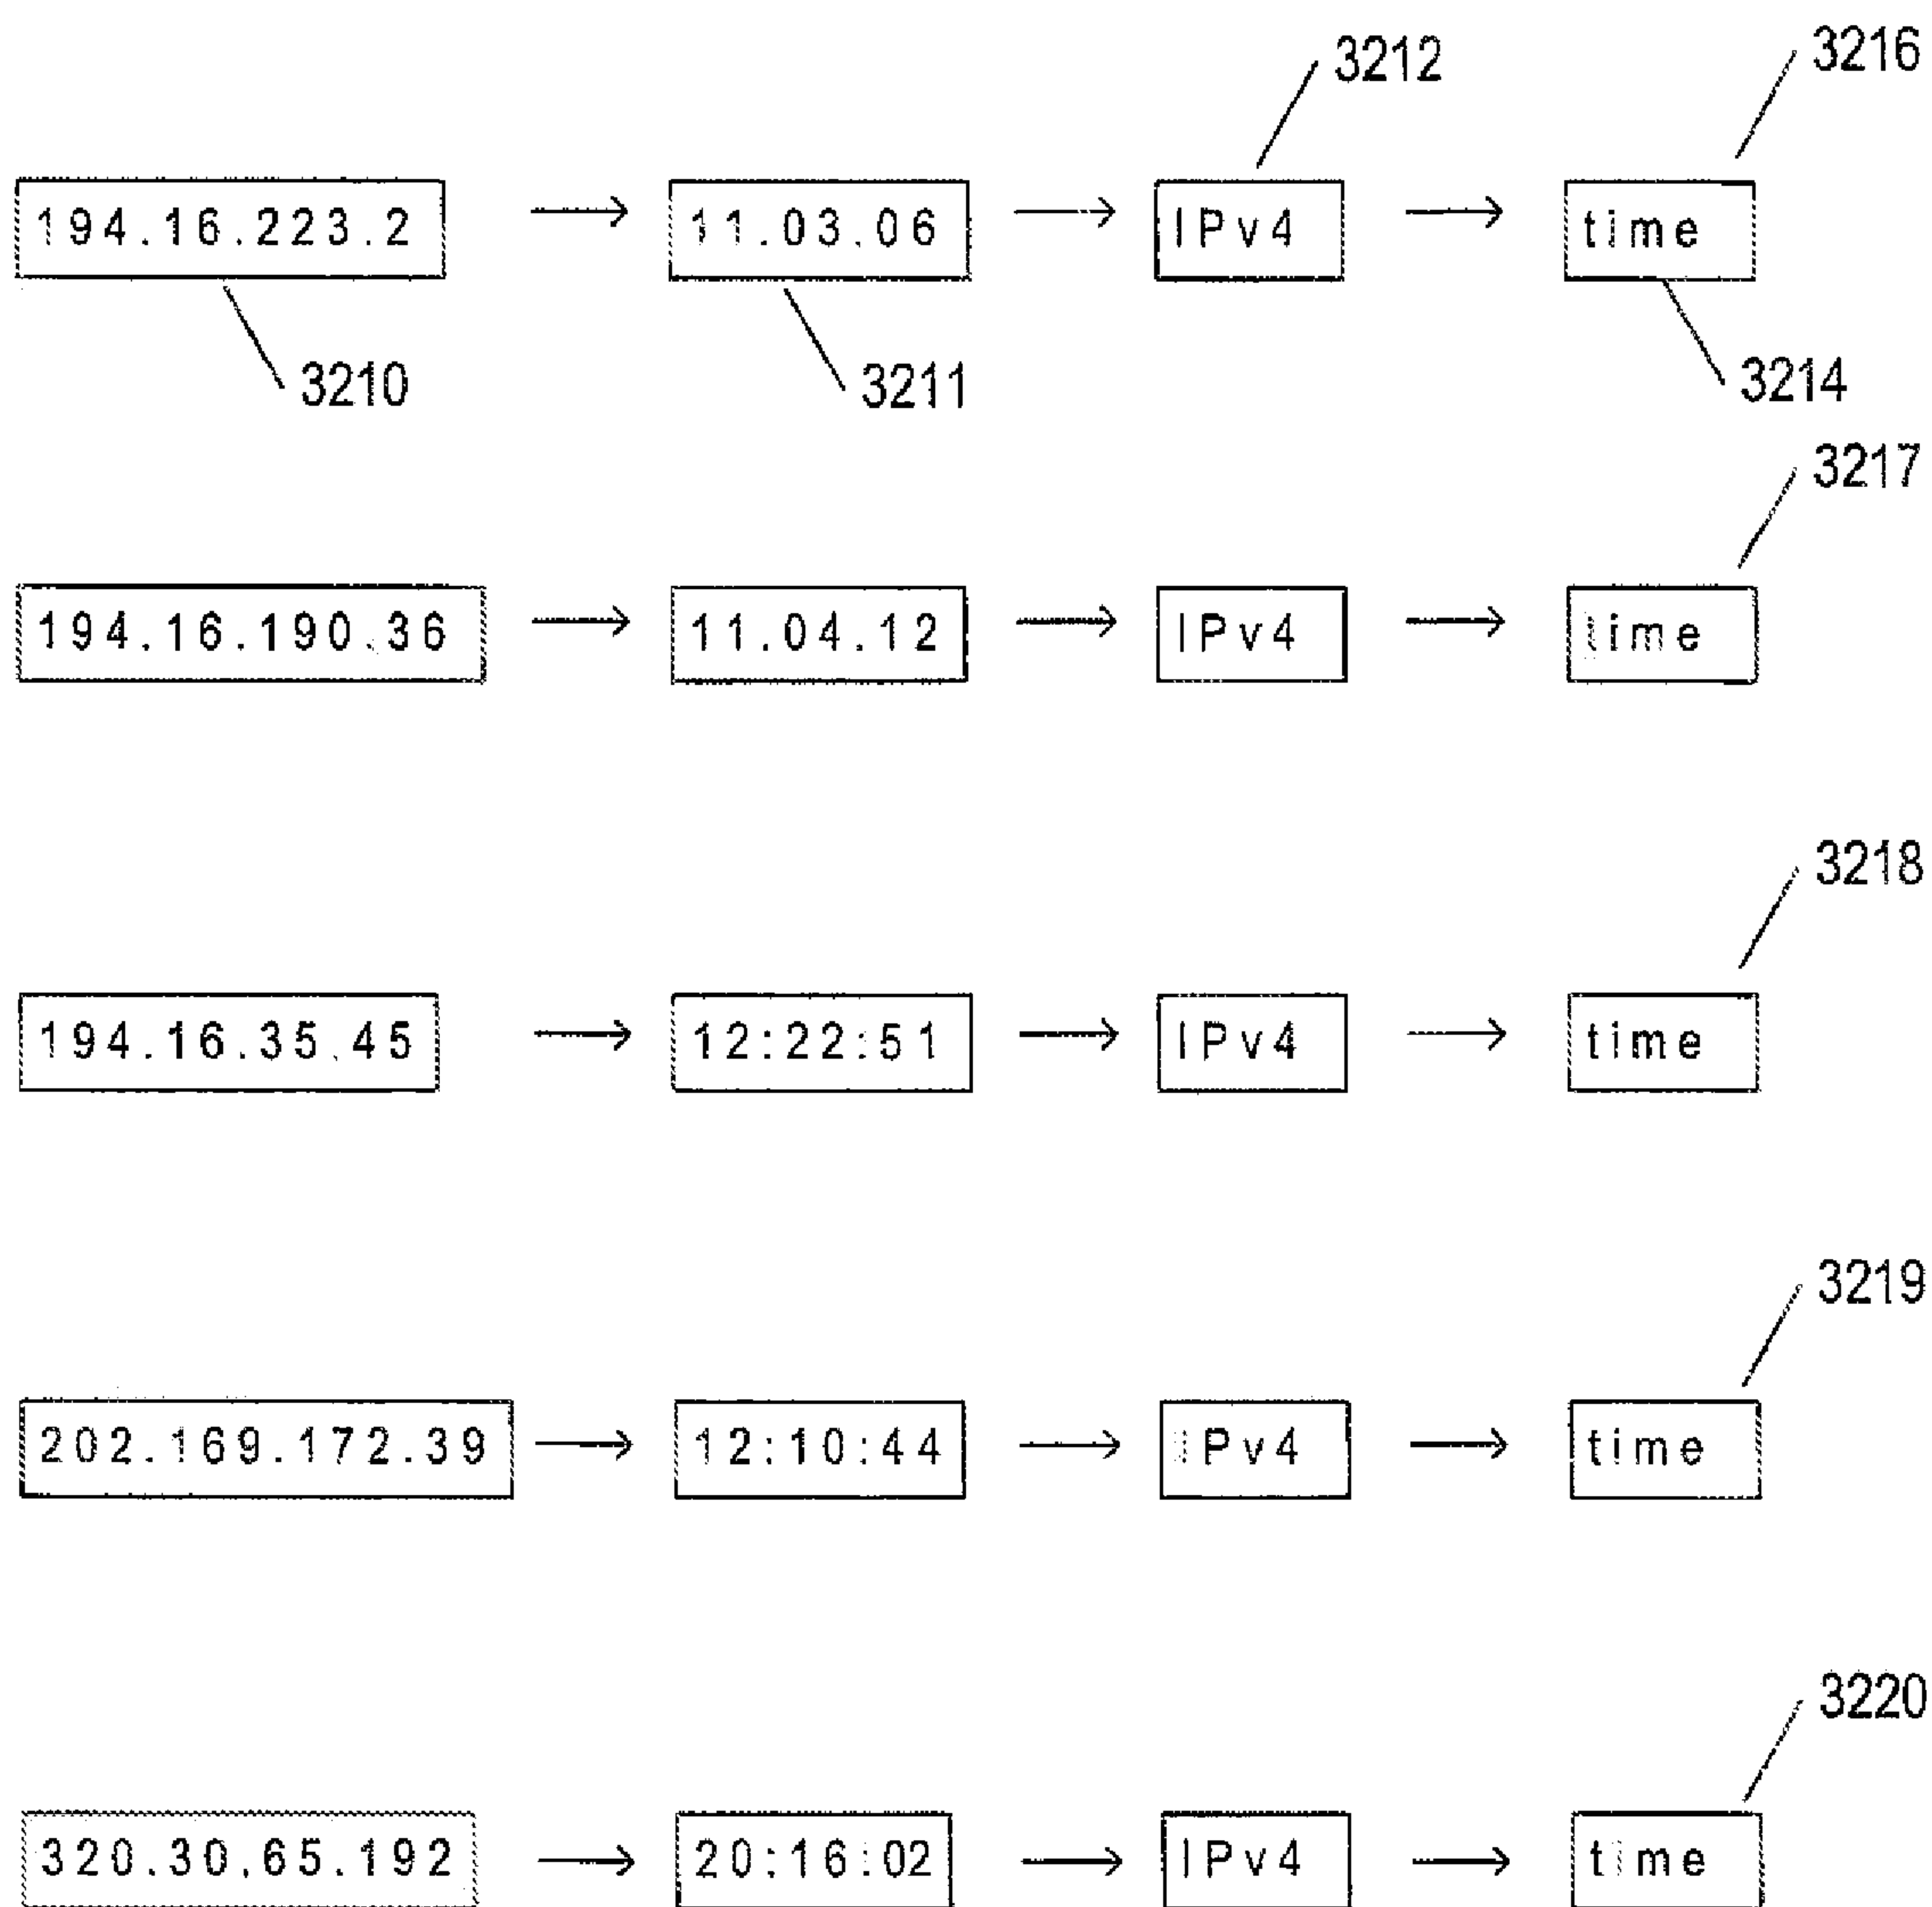 3212
3216
194.16.223.2 11.03.06 IPv4 time
3210
3211
3214
3217
194.16.190.36 11.04.12 IPv4 time
3218
194.16.35.45 12:22:51 IPv4 time
3219
202.169.172.39 12:10:44 IPv4 time
3220
320.30.65.192 20:16:02 IPv4 time